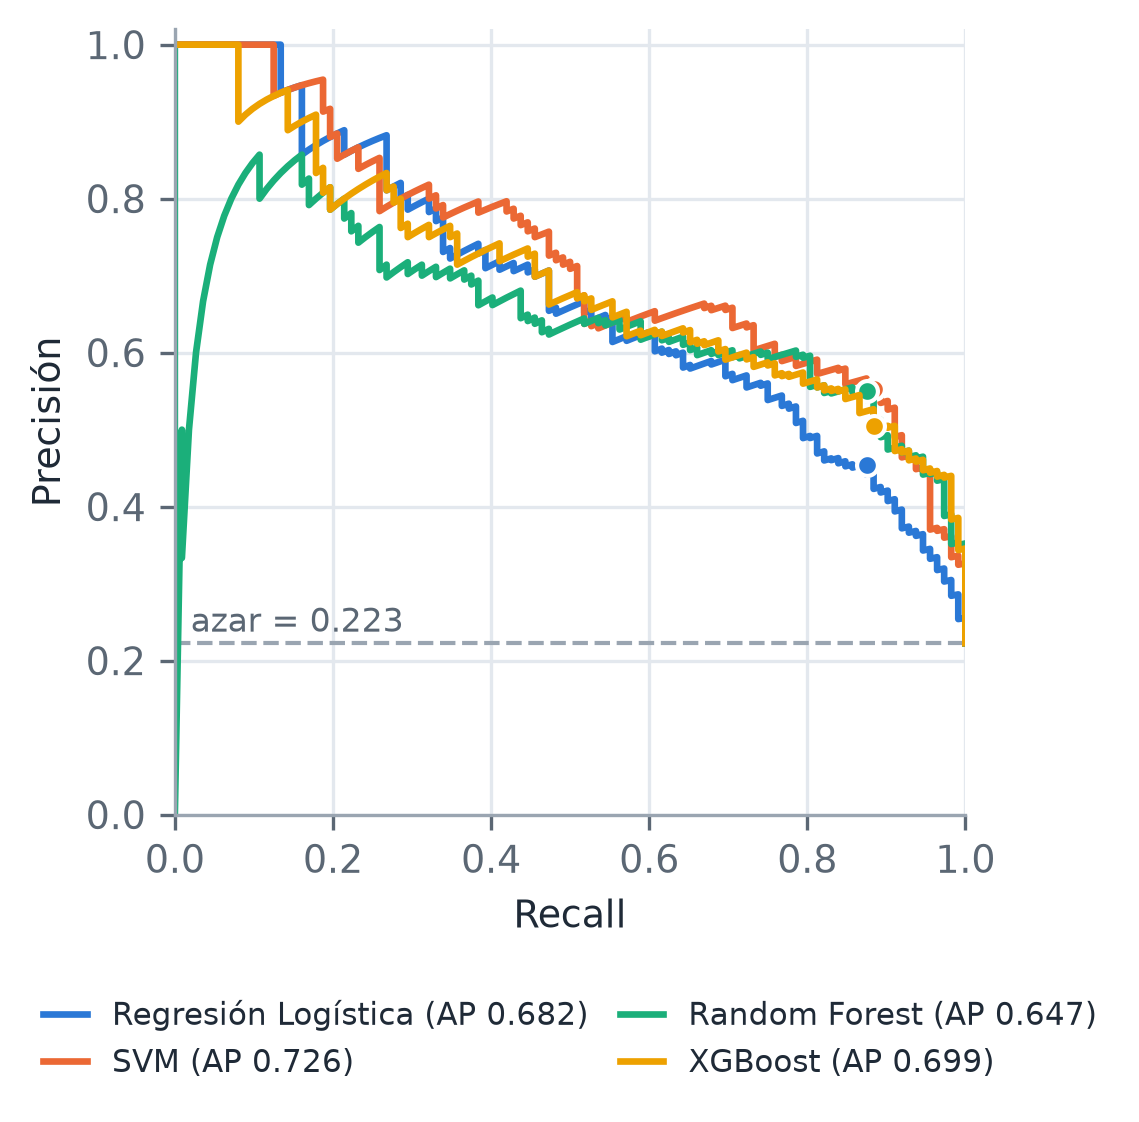 1.0
0.8
0.6
0.4
0.2
0.0
Precisión
azar = 0.223
0.0 0.2 0.4 0.6 0.8 1.0
Recall
Regresión Logística (AP 0.682)
SVM (AP 0.726)
Random Forest (AP 0.647)
XGBoost (AP 0.699)